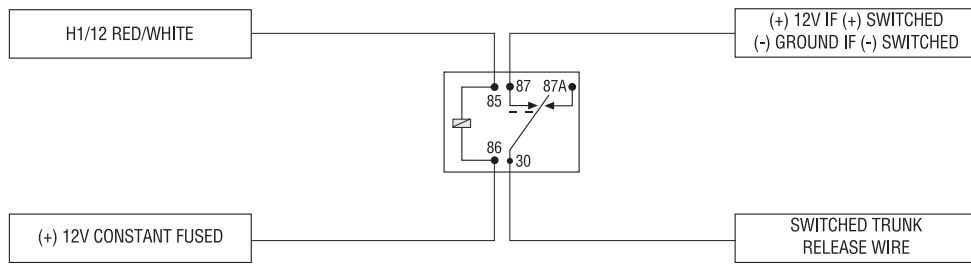 H1/12 RED/WHITE
(+) 12V IF (+) SWITCHED
(-) GROUND IF (-) SWITCHED
87 87A
85
86
30
(+) 12V CONSTANT FUSED
SWITCHED TRUNK
RELEASE WIRE